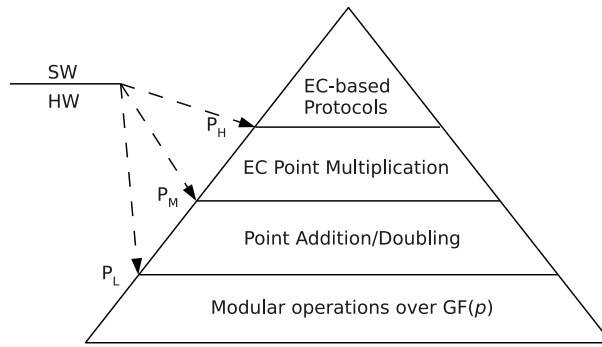 SW
HW
EC-based
Protocols
P_H
EC Point Multiplication
P_M
Point Addition/Doubling
P_L
Modular operations over GF(p)